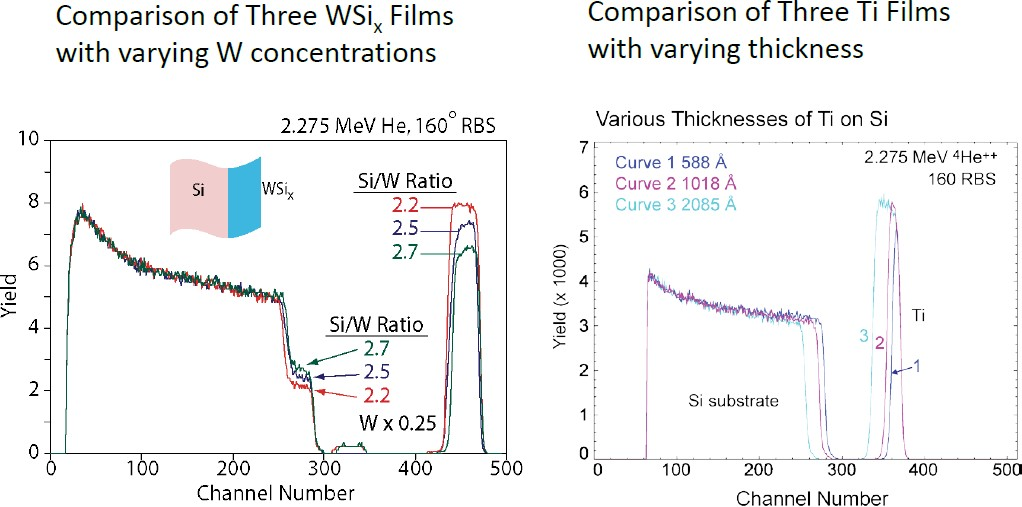 Comparison of Three WSix Films
with varying W concentrations
2.275 MeV He, 160° RBS
10
8
6
4
2
0
Yield
Si
WSix
Si/W Ratio
2.2
2.5
2.7
Si/W Ratio
2.7
2.5
2.2
W x 0.25
0 100 200 300 400 500
Channel Number
Comparison of Three Ti Films
with varying thickness
Various Thicknesses of Ti on Si
7
6
5
4
3
2
1
0
Yield (x 1000)
Curve 1 588 Å
Curve 2 1018 Å
Curve 3 2085 Å
2.275 MeV ⁴He⁺⁺
160 RBS
Ti
3 2
1
Si substrate
0 100 200 300 400 500
Channel Number